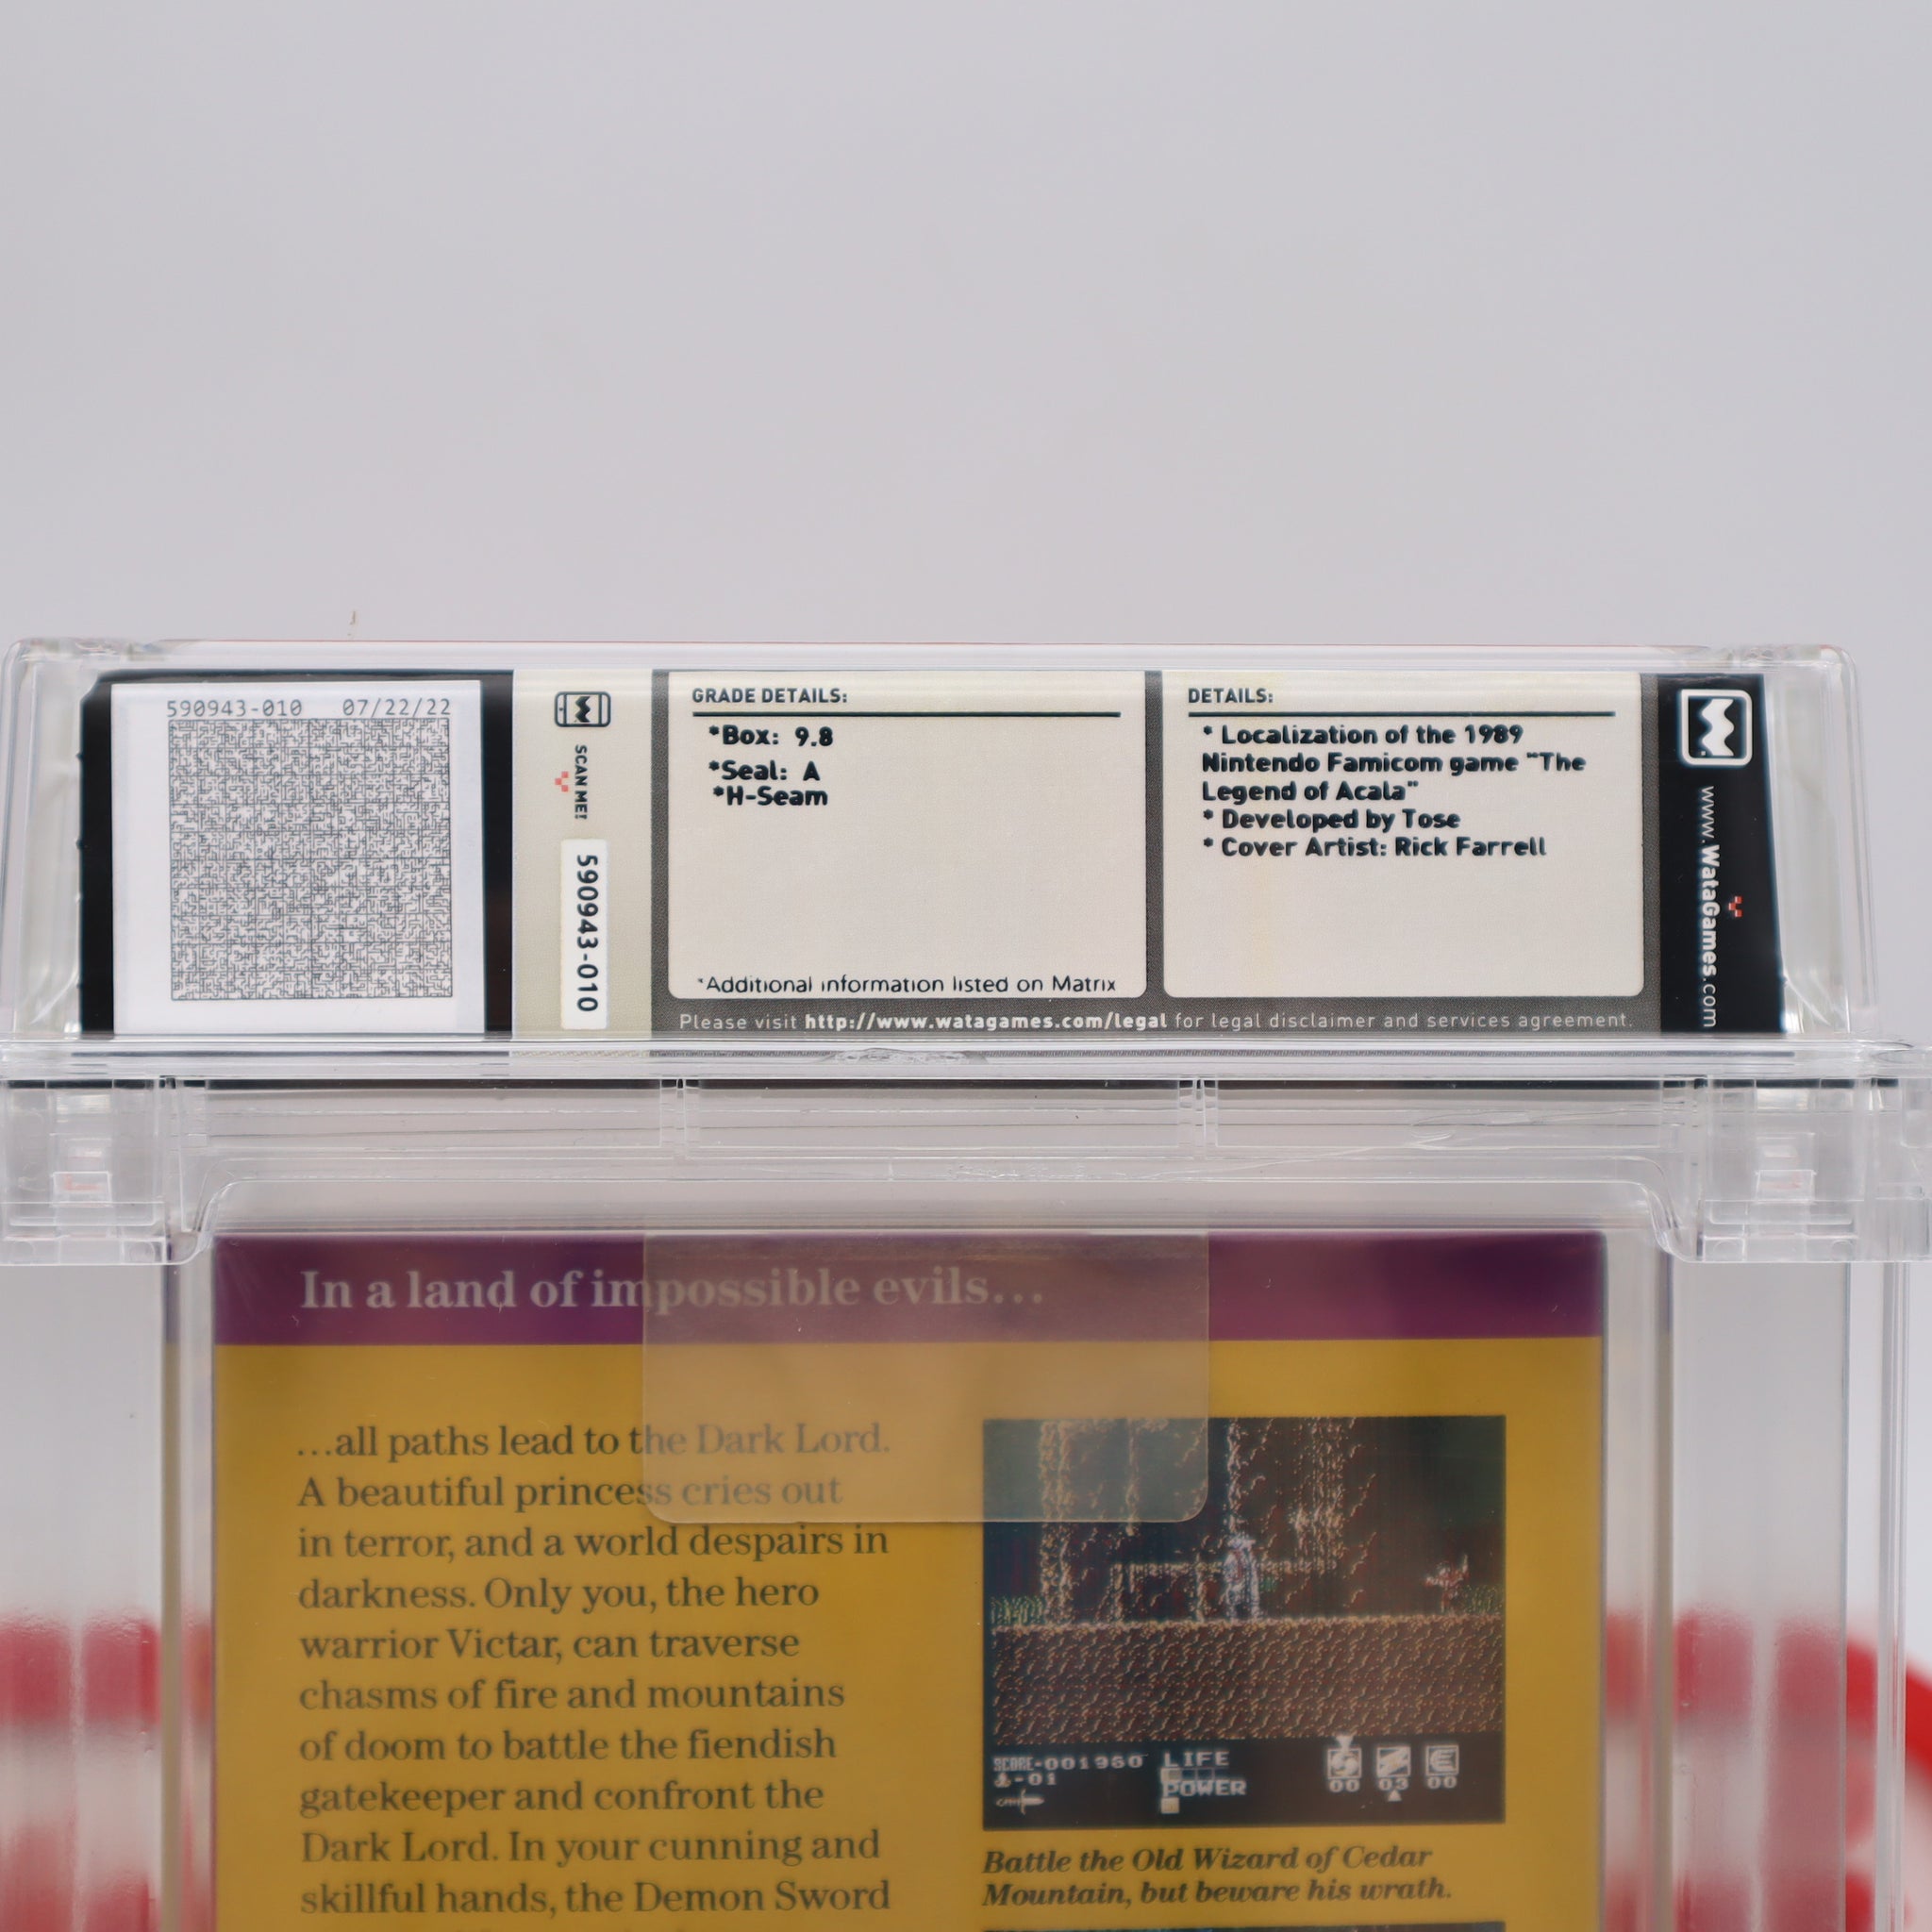 590943-010 07/22/22
SCAN ME!
590943-010
GRADE DETAILS:
*Box: 9.8
*Seal: A
*H-Seam
*Additional information listed on Matrix
DETAILS:
* Localization of the 1989
Nintendo Famicom game "The
Legend of Acala"
* Developed by Tose
* Cover Artist: Rick Farrell
Please visit http://www.watagames.com/legal for legal disclaimer and services agreement.
www.WataGames.com
In a land of impossible evils...
...all paths lead to the Dark Lord.
A beautiful princess cries out
in terror, and a world despairs in
darkness. Only you, the hero
warrior Victar, can traverse
chasms of fire and mountains
of doom to battle the fiendish
gatekeeper and confront the
Dark Lord. In your cunning and
skillful hands, the Demon Sword
SCORE-001960 LIFE
-01 POWER
00 03 00
Battle the Old Wizard of Cedar
Mountain, but beware his wrath.